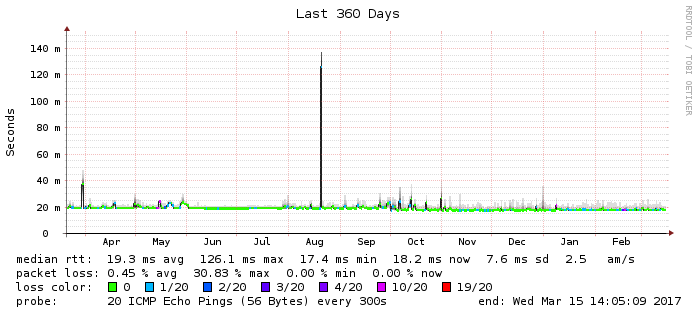 Last 360 Days
RRDTOOL / TOBI OETIKER
Seconds
140 m
120 m
100 m
80 m
60 m
40 m
20 m
0
Apr May Jun Jul Aug Sep Oct Nov Dec Jan Feb
median rtt: 19.3 ms avg 126.1 ms max 17.4 ms min 18.2 ms now 7.6 ms sd 2.5 am/s
packet loss: 0.45 % avg 30.83 % max 0.00 % min 0.00 % now
loss color: 0 1/20 2/20 3/20 4/20 10/20 19/20
probe: 20 ICMP Echo Pings (56 Bytes) every 300s end: Wed Mar 15 14:05:09 2017